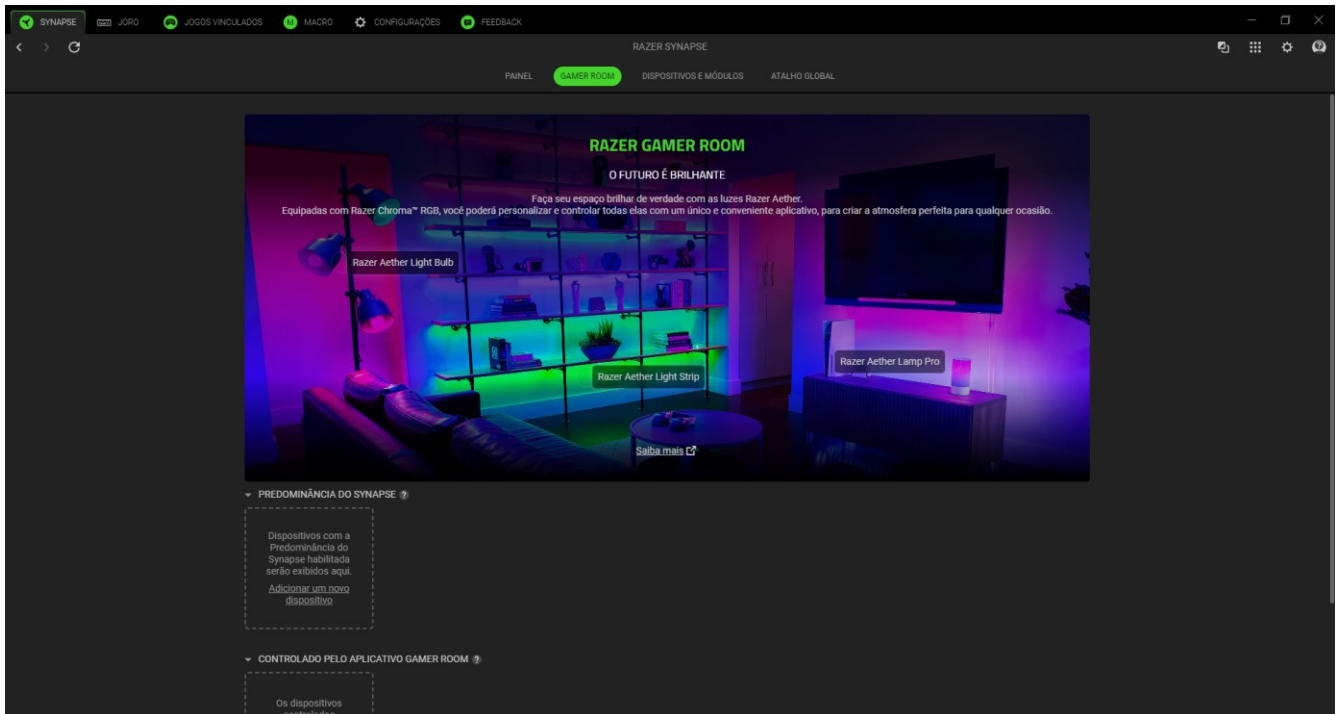 SYNAPSE
JORO
JOGOS VINCULADOS
M
MACRO
CONFIGURAÇÕES
FEEDBACK
RAZER SYNAPSE
PAINEL
GAMER ROOM
DISPOSITIVOS E MÓDULOS
ATALHO GLOBAL
RAZER GAMER ROOM
O FUTURO É BRILHANTE
Faça seu espaço brilhar de verdade com as luzes Razer Aether.
Equipadas com Razer Chroma™ RGB, você poderá personalizar e controlar todas elas com um único e conveniente aplicativo, para criar a atmosfera perfeita para qualquer ocasião.
Razer Aether Light Bulb
Razer Aether Lamp Pro
Razer Aether Light Strip
Saiba mais
PREDOMINÂNCIA DO SYNAPSE ?
Dispositivos com a
Predominância do
Synapse habilitada
serão exibidos aqui.
Adicionar um novo
dispositivo
CONTROLADO PELO APLICATIVO GAMER ROOM ?
Os dispositivos
controlados